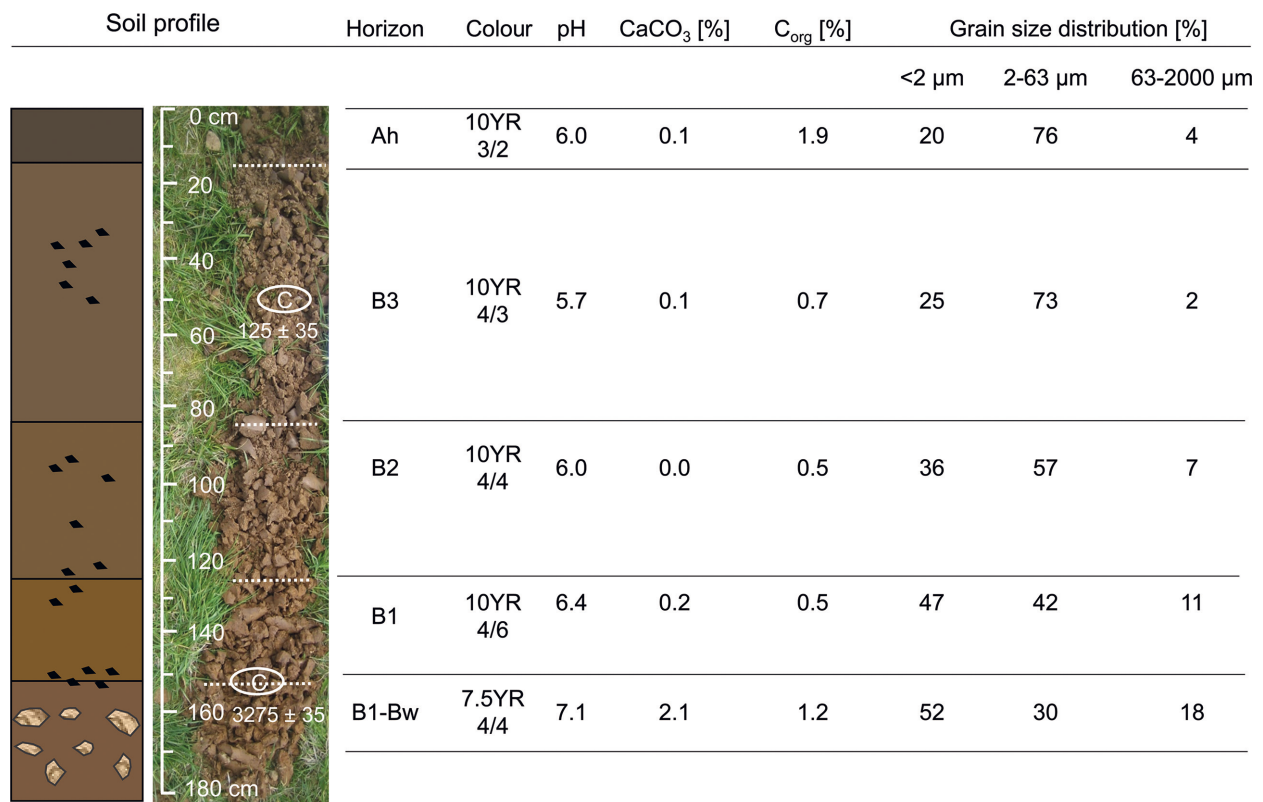 Soil profile Horizon Colour pH CaCO₃ [%] Corg [%] Grain size distribution [%]
<2 µm 2-63 µm 63-2000 µm
0 cm
20
40
C
125 ± 35
60
80
100
120
140
C
160 3275 ± 35
180 cm
Ah 10YR 3/2 6.0 0.1 1.9 20 76 4
B3 10YR 4/3 5.7 0.1 0.7 25 73 2
B2 10YR 4/4 6.0 0.0 0.5 36 57 7
B1 10YR 4/6 6.4 0.2 0.5 47 42 11
B1-Bw 7.5YR 4/4 7.1 2.1 1.2 52 30 18